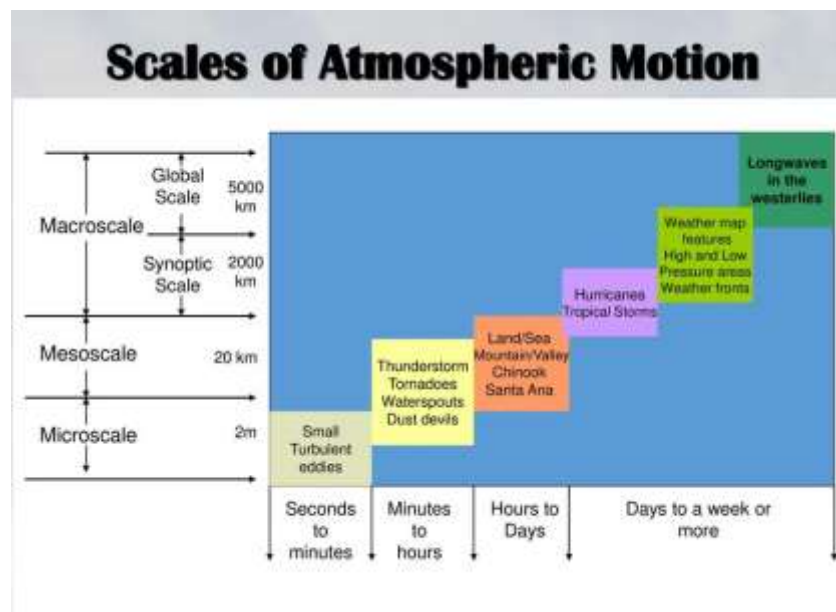 Scales of Atmospheric Motion
Global
Scale
5000
km
Macroscale
Synoptic
Scale
2000
km
Mesoscale
20 km
Microscale
2m
Small
Turbulent
eddies
Thunderstorm
Tornadoes
Waterspouts
Dust devils
Land/Sea
Mountain/Valley
Chinook
Santa Ana
Hurricanes
Tropical Storms
Weather map
features
High and Low
Pressure areas
Weather fronts
Longwaves
in the
westerlies
Seconds
to
minutes
Minutes
to
hours
Hours to
Days
Days to a week or
more